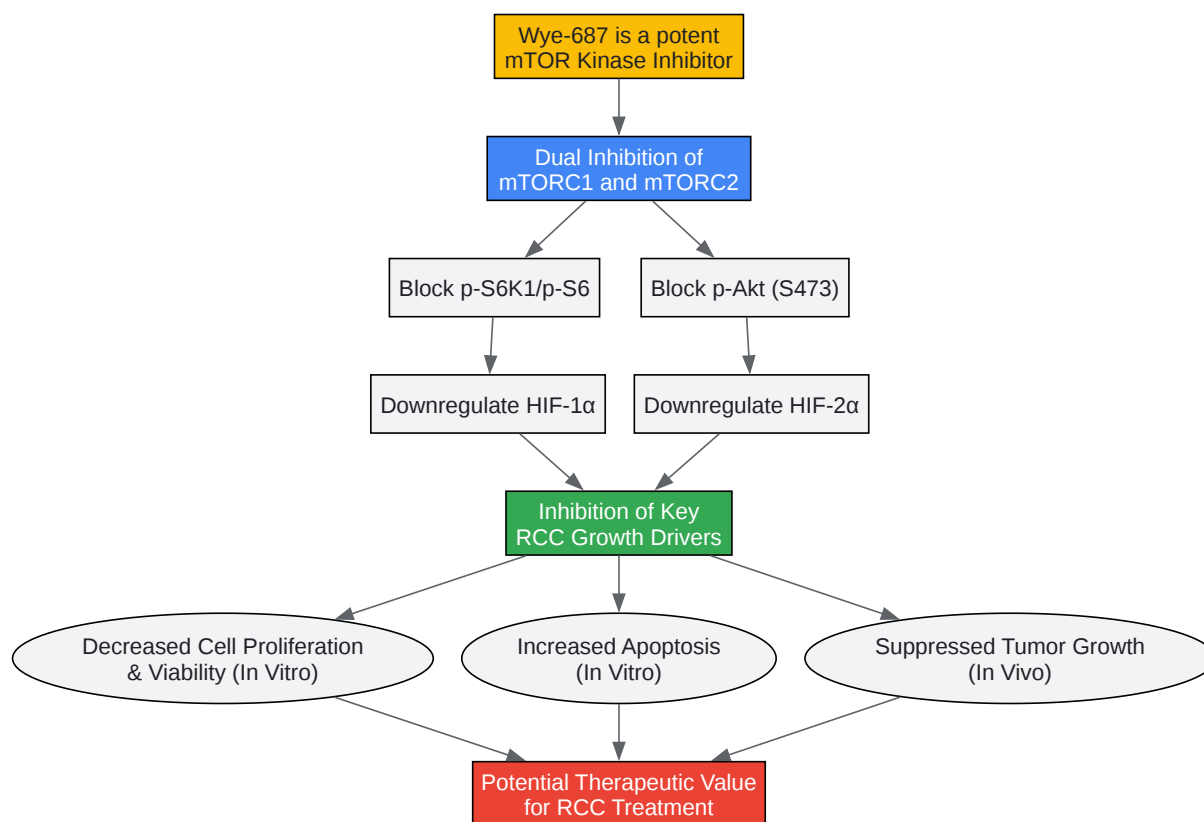 Wye-687 is a potent
mTOR Kinase Inhibitor
Dual Inhibition of
mTORC1 and mTORC2
Block p-S6K1/p-S6
Block p-Akt (S473)
Downregulate HIF-1α
Downregulate HIF-2α
Inhibition of Key
RCC Growth Drivers
Decreased Cell Proliferation
& Viability (In Vitro)
Increased Apoptosis
(In Vitro)
Suppressed Tumor Growth
(In Vivo)
Potential Therapeutic Value
for RCC Treatment